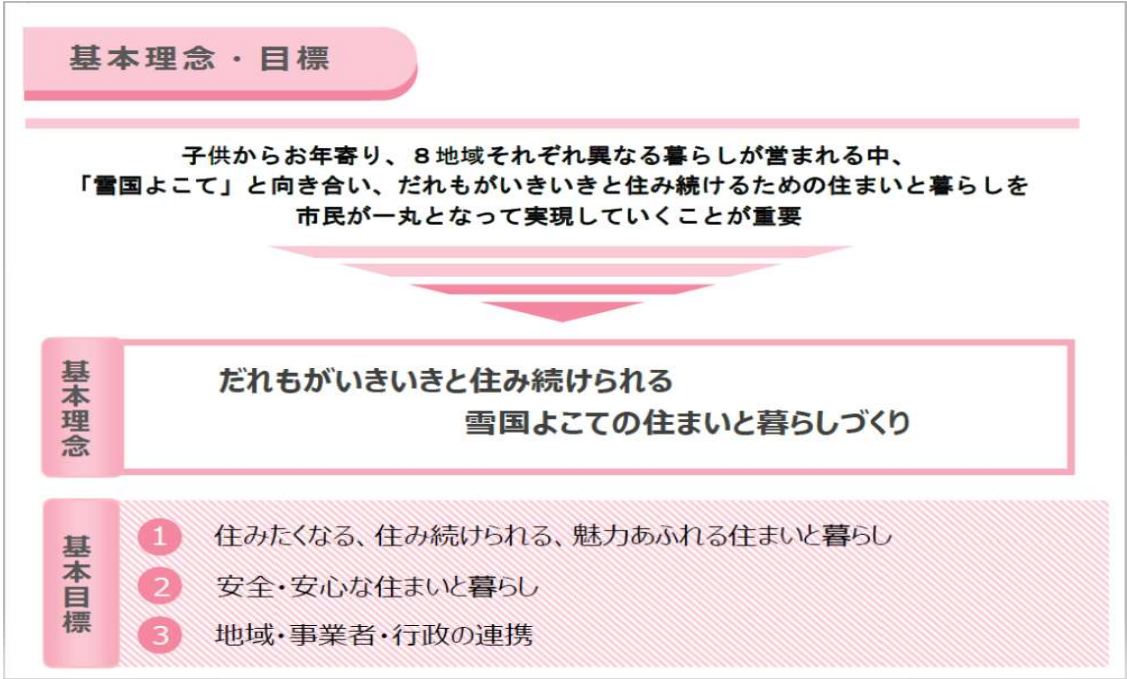 基本理念・目標
子供からお年寄り、８地域それぞれ異なる暮らしが営まれる中、
「雪国よこて」と向き合い、だれもがいきいきと住み続けるための住まいと暮らしを
市民が一丸となって実現していくことが重要
基本理念
だれもがいきいきと住み続けられる
雪国よこての住まいと暮らしづくり
基本目標
1 住みたくなる、住み続けられる、魅力あふれる住まいと暮らし
2 安全・安心な住まいと暮らし
3 地域・事業者・行政の連携